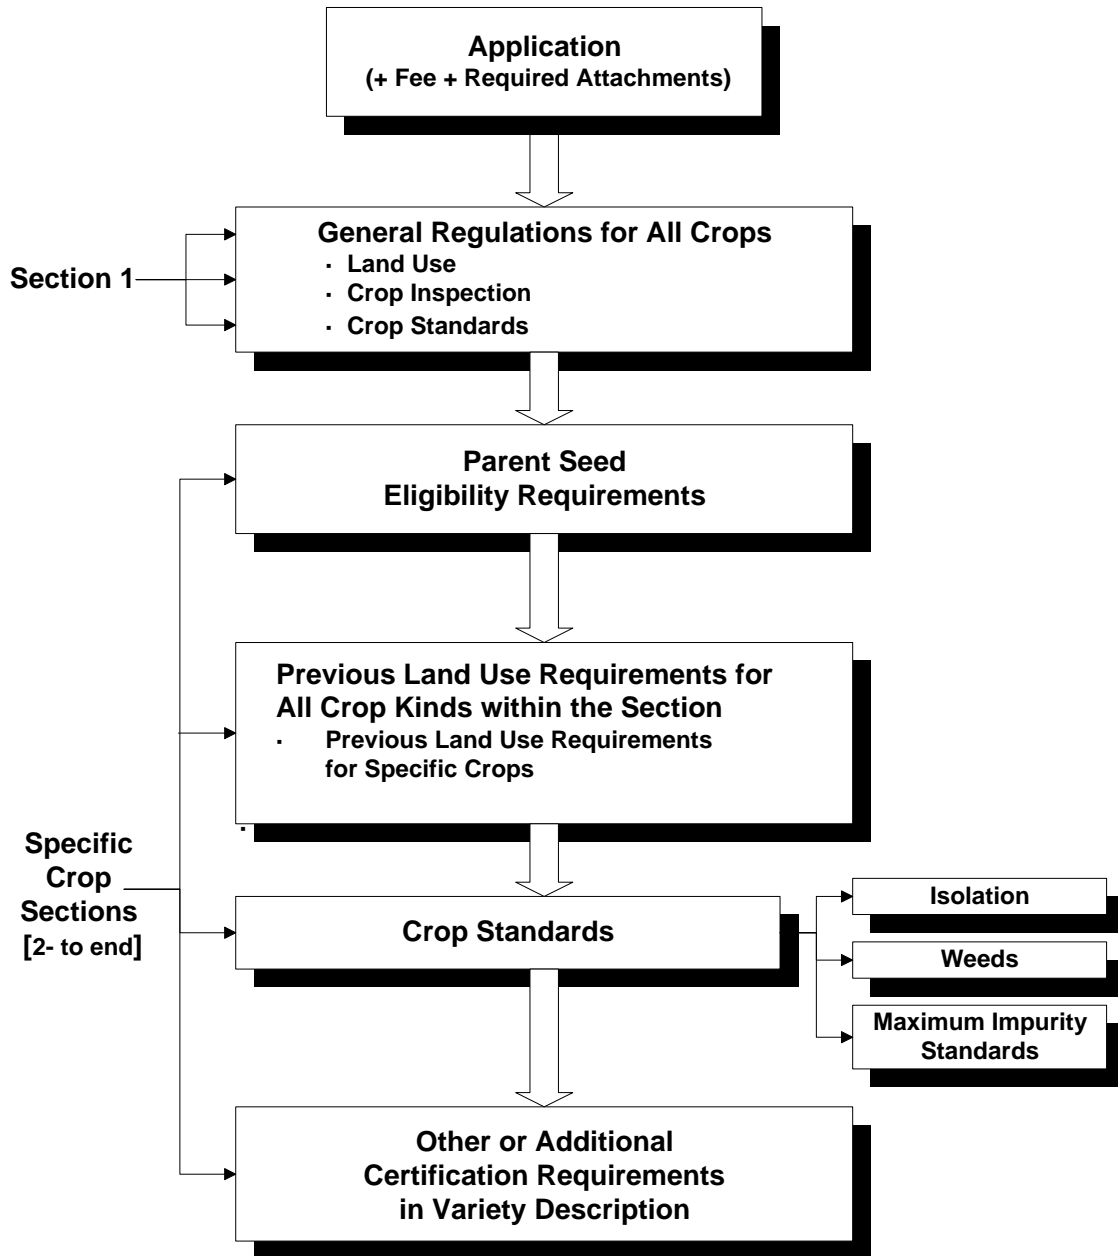 Application
(+ Fee + Required Attachments)
General Regulations for All Crops
· Land Use
· Crop Inspection
· Crop Standards
Section 1
Parent Seed
Eligibility Requirements
Previous Land Use Requirements for
All Crop Kinds within the Section
· Previous Land Use Requirements
for Specific Crops
Specific
Crop
Sections
[2- to end]
Crop Standards
Isolation
Weeds
Maximum Impurity
Standards
Other or Additional
Certification Requirements
in Variety Description